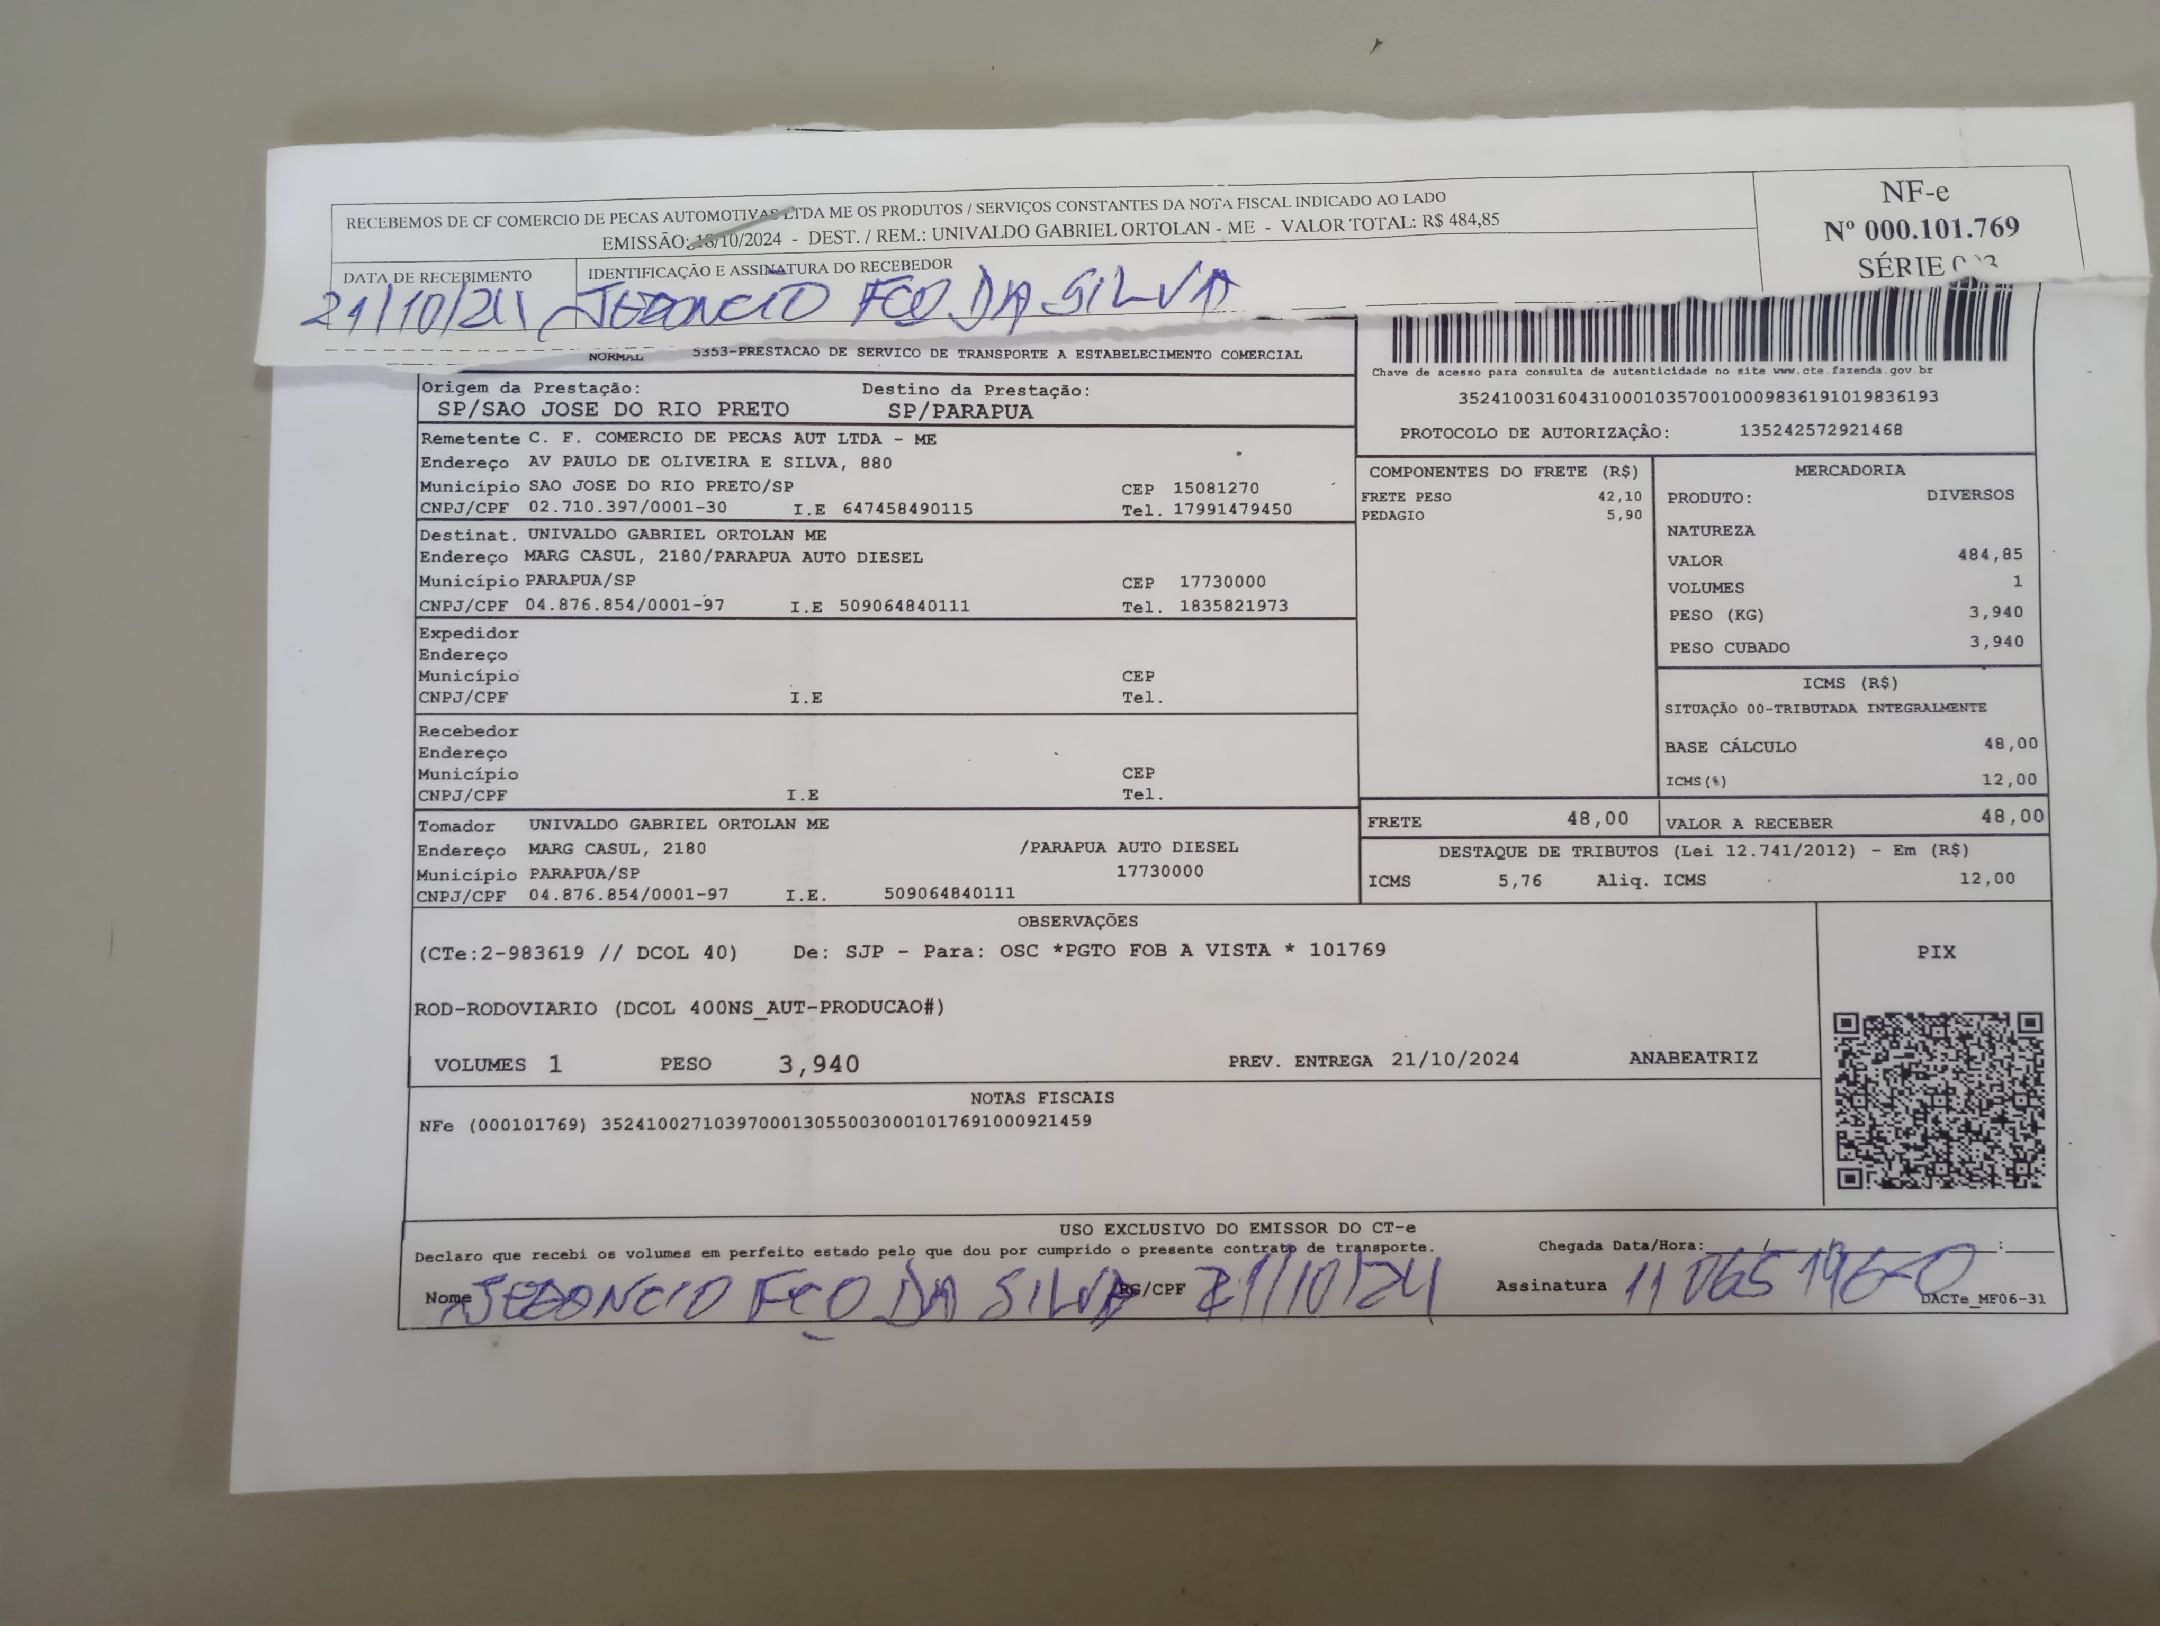 RECEBEMOS DE CF COMERCIO DE PECAS AUTOMOTIVAS LTDA ME OS PRODUTOS / SERVIÇOS CONSTANTES DA NOTA FISCAL INDICADO AO LADO
EMISSÃO: 18/10/2024 - DEST. / REM.: UNIVALDO GABRIEL ORTOLAN - ME - VALOR TOTAL: R$ 484,85
NF-e
Nº 000.101.769
SÉRIE
DATA DE RECEBIMENTO
IDENTIFICAÇÃO E ASSINATURA DO RECEBEDOR
21/10/24 FCO DA SILVA
NORMAL 5353-PRESTACAO DE SERVICO DE TRANSPORTE A ESTABELECIMENTO COMERCIAL
Chave de acesso para consulta de autenticidade no site www.cte.fazenda.gov.br
35241003160431000103570010009836191019836193
PROTOCOLO DE AUTORIZAÇÂO: 135242572921468
Origem da Prestação: Destino da Prestação:
SP/SAO JOSE DO RIO PRETO SP/PARAPUA
Remetente C. F. COMERCIO DE PECAS AUT LTDA - ME
Endereço AV PAULO DE OLIVEIRA E SILVA, 880
Município SAO JOSE DO RIO PRETO/SP CEP 15081270
CNPJ/CPF 02.710.397/0001-30 I.E 647458490115 Tel. 17991479450
Destinat. UNIVALDO GABRIEL ORTOLAN ME
Endereço MARG CASUL, 2180/PARAPUA AUTO DIESEL
Município PARAPUA/SP CEP 17730000
CNPJ/CPF 04.876.854/0001-97 I.E 509064840111 Tel. 1835821973
Expedidor
Endereço
Município CEP
CNPJ/CPF I.E Tel.
Recebedor
Endereço
Município CEP
CNPJ/CPF I.E Tel.
Tomador UNIVALDO GABRIEL ORTOLAN ME
Endereço MARG CASUL, 2180 /PARAPUA AUTO DIESEL
Município PARAPUA/SP 17730000
CNPJ/CPF 04.876.854/0001-97 I.E. 509064840111
COMPONENTES DO FRETE (R$)
FRETE PESO 42,10
PEDAGIO 5,90
MERCADORIA
PRODUTO: DIVERSOS
NATUREZA
VALOR 484,85
VOLUMES 1
PESO (KG) 3,940
PESO CUBADO 3,940
ICMS (R$)
SITUAÇÃO 00-TRIBUTADA INTEGRALMENTE
BASE CÁLCULO 48,00
ICMS(%) 12,00
FRETE 48,00 VALOR A RECEBER 48,00
DESTAQUE DE TRIBUTOS (Lei 12.741/2012) - Em (R$)
ICMS 5,76 Aliq. ICMS 12,00
OBSERVAÇÕES
(CTe:2-983619 // DCOL 40) De: SJP - Para: OSC *PGTO FOB A VISTA * 101769
ROD-RODOVIARIO (DCOL 400NS_AUT-PRODUCAO#)
VOLUMES 1 PESO 3,940 PREV. ENTREGA 21/10/2024 ANABEATRIZ
PIX
NOTAS FISCAIS
NFe (000101769) 35241002710397000130550030001017691000921459
USO EXCLUSIVO DO EMISSOR DO CT-e
Declaro que recebi os volumes em perfeito estado pelo que dou por cumprido o presente contrato de transporte. Chegada Data/Hora:
Nome FCO DA SILVA RG/CPF 21/10/24 Assinatura 11 065 196-0
DACTe_MF06-31